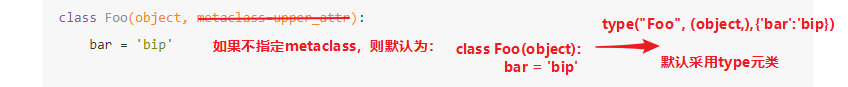 class Foo(object, metaclass=upper_attr):
bar = 'bip'
如果不指定metaclass，则默认为：
class Foo(object):
bar = 'bip'
type("Foo", (object,),{'bar':'bip})
默认采用type元类